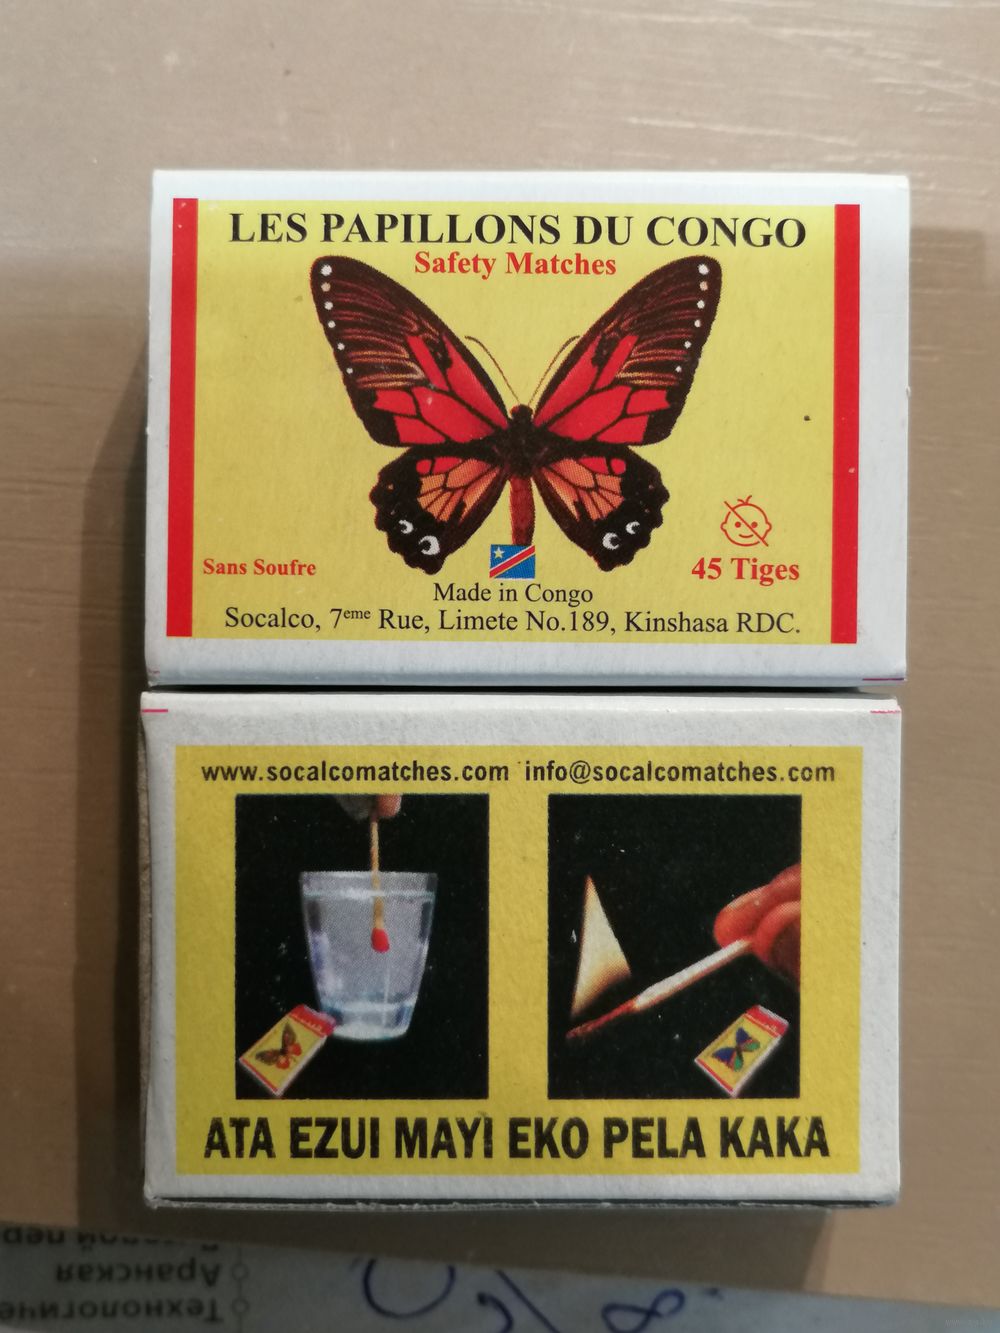 LES PAPILLONS DU CONGO
Safety Matches
Sans Soufre
45 Tiges
Made in Congo
Socalco, 7eme Rue, Limete No.189, Kinshasa RDC.
www.socalcomatches.com info@socalcomatches.com
ATA EZUI MAYI EKO PELA KAKA
Аранская
Технологиче